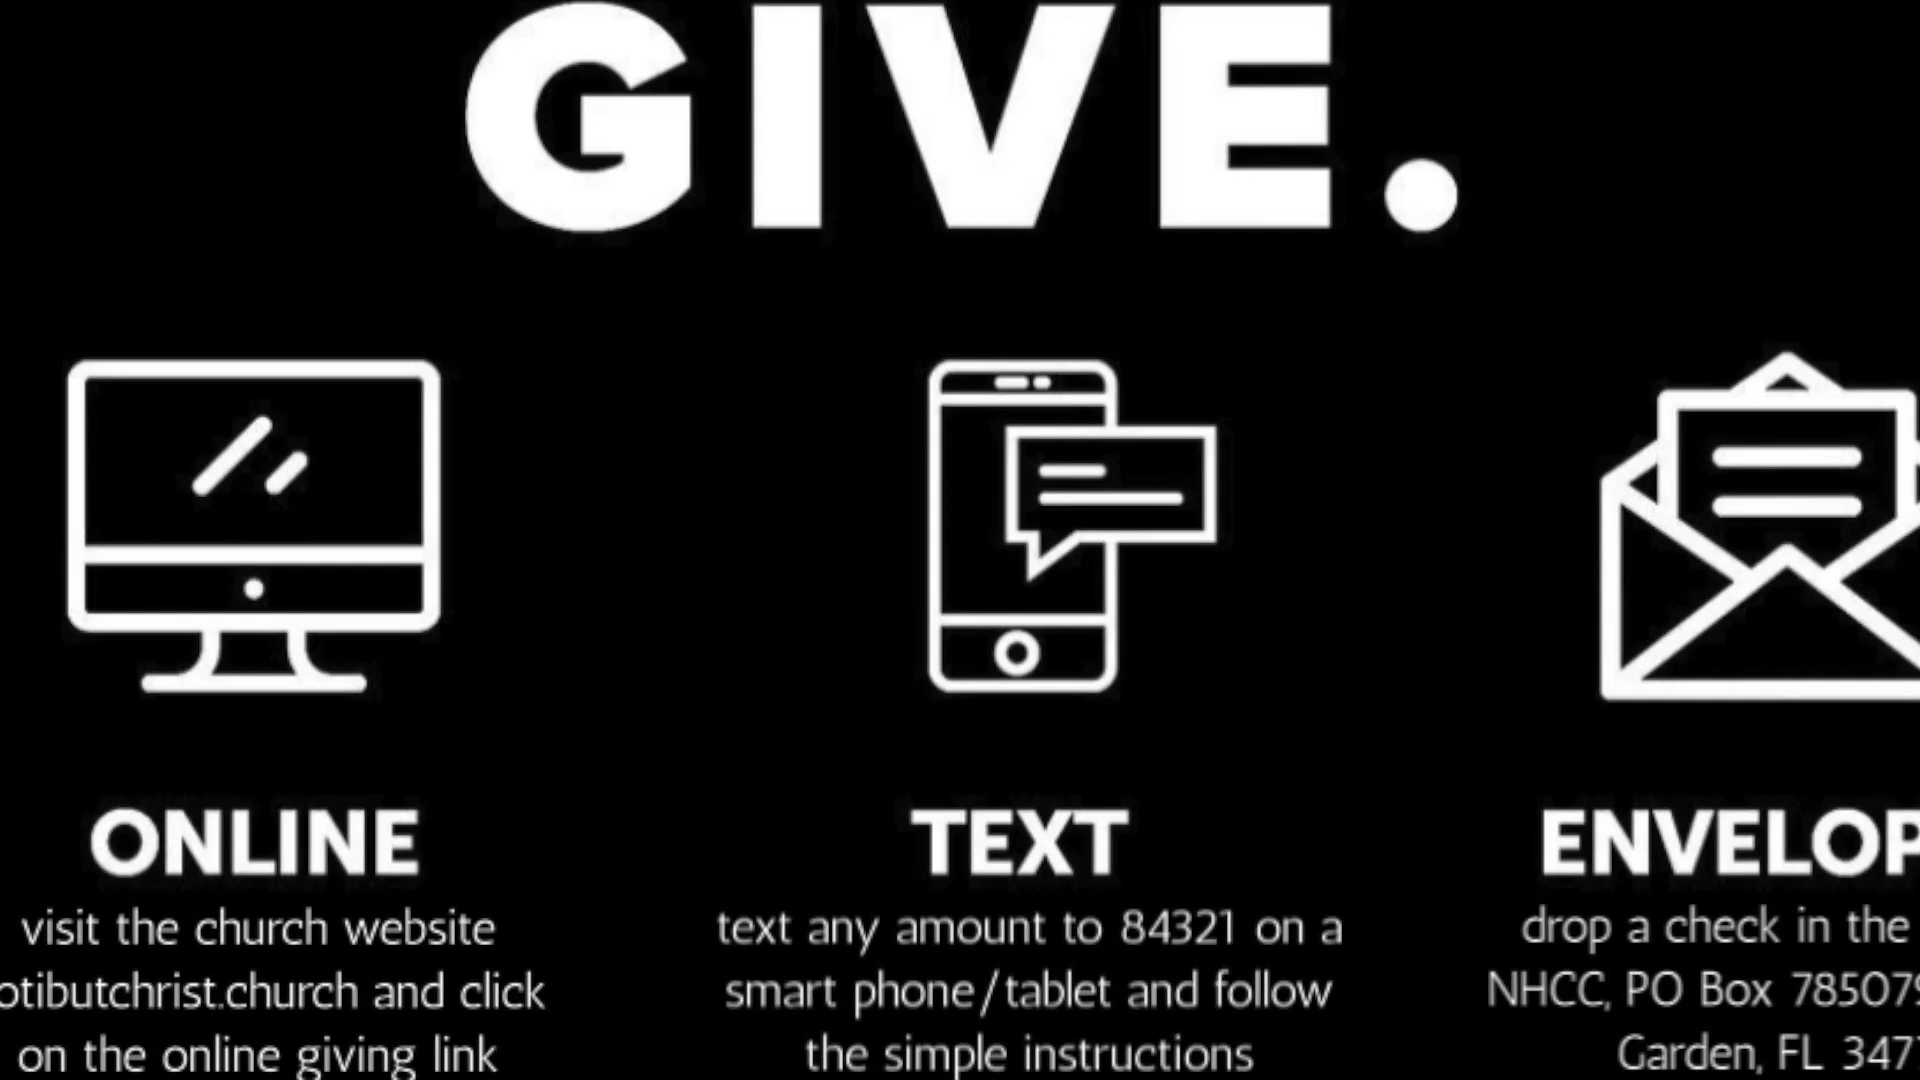 GIVE.
ONLINE
visit the church website
otibutchrist.church and click
on the online giving link
TEXT
text any amount to 84321 on a
smart phone/tablet and follow
the simple instructions
ENVELOP
drop a check in the
NHCC, PO Box 785079
Garden, FL 347